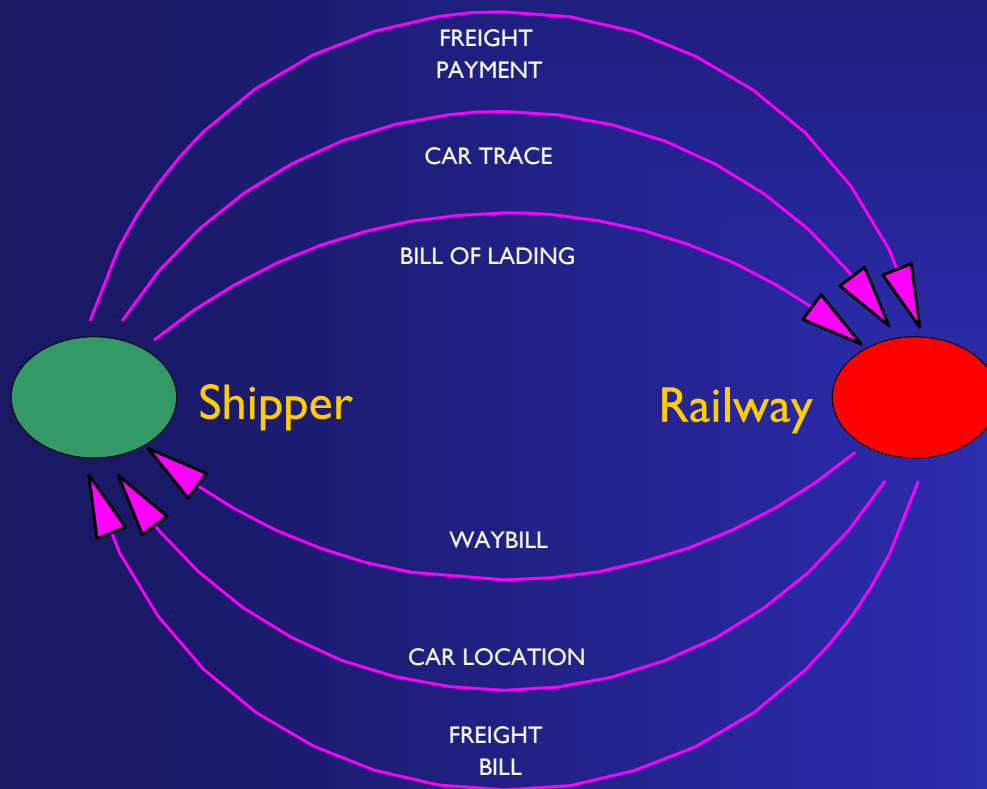 FREIGHT
PAYMENT
CAR TRACE
BILL OF LADING
Shipper
Railway
WAYBILL
CAR LOCATION
FREIGHT
BILL